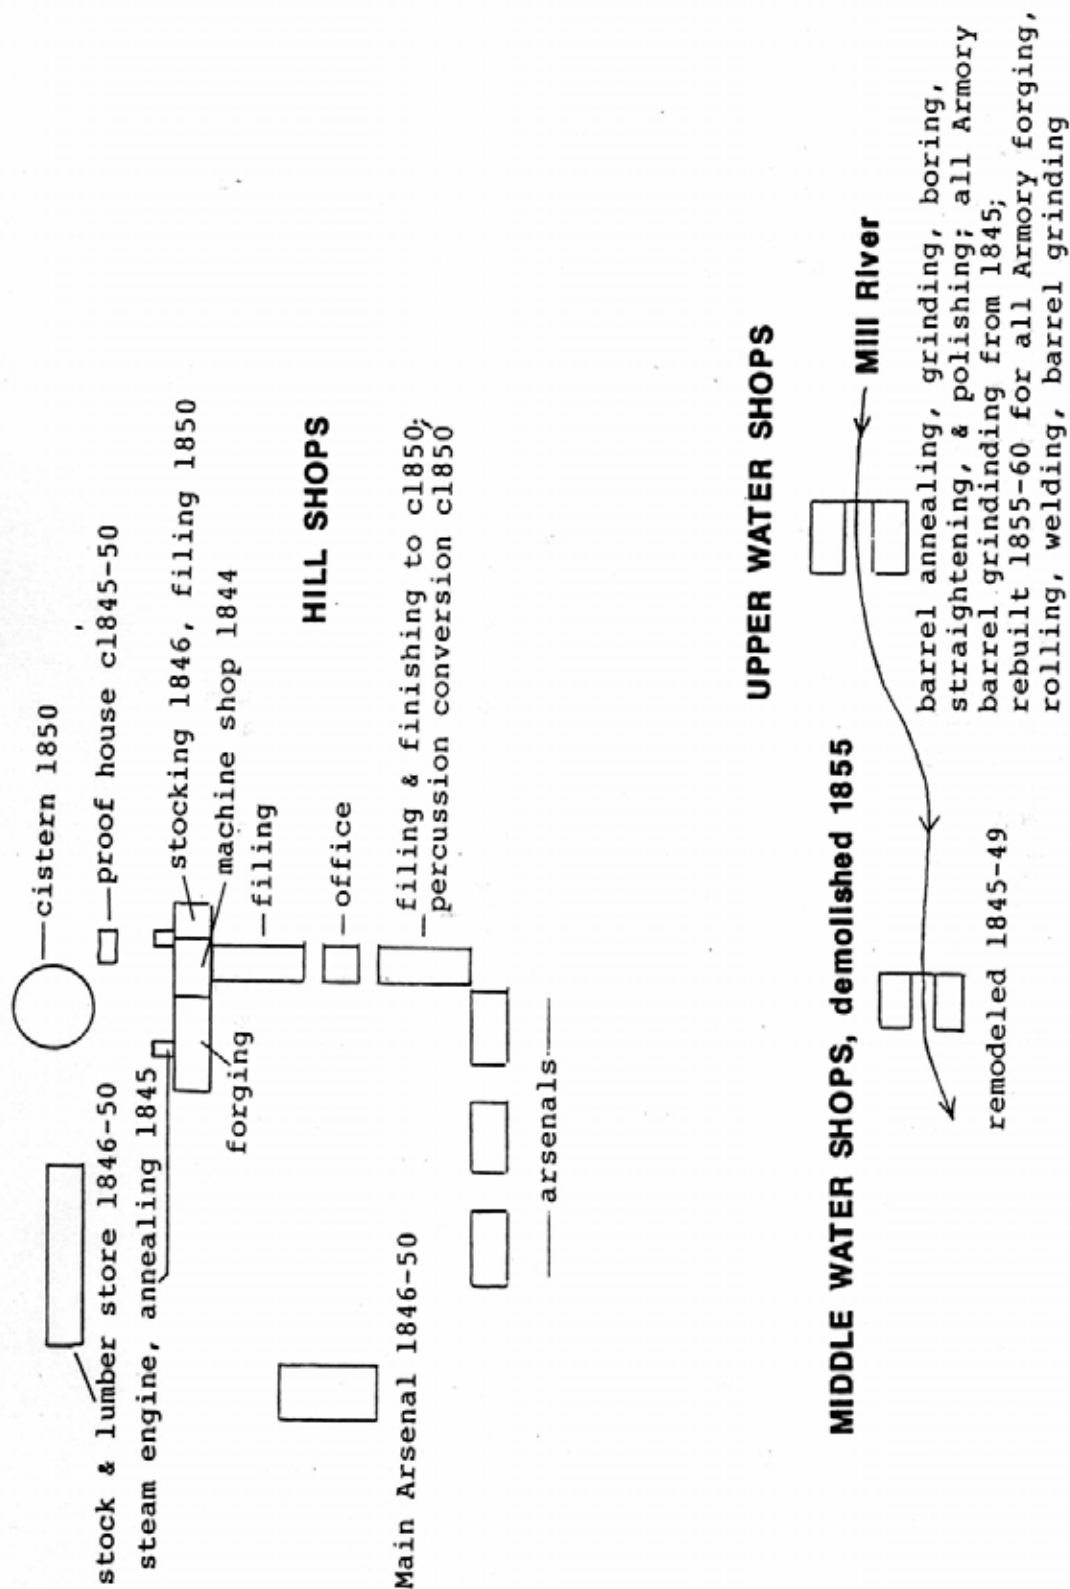 cistern 1850
proof house c1845-50
stock & lumber store 1846-50
steam engine, annealing 1845
stocking 1846, filing 1850
machine shop 1844
forging
filing
HILL SHOPS
office
Main Arsenal 1846-50
filing & finishing to c1850;
percussion conversion c1850
arsenals
UPPER WATER SHOPS
Mill River
MIDDLE WATER SHOPS, demolished 1855
barrel annealing, grinding, boring,
straightening, & polishing; all Armory
barrel grindinding from 1845;
rebuilt 1855-60 for all Armory forging,
rolling, welding, barrel grinding
remodeled 1845-49